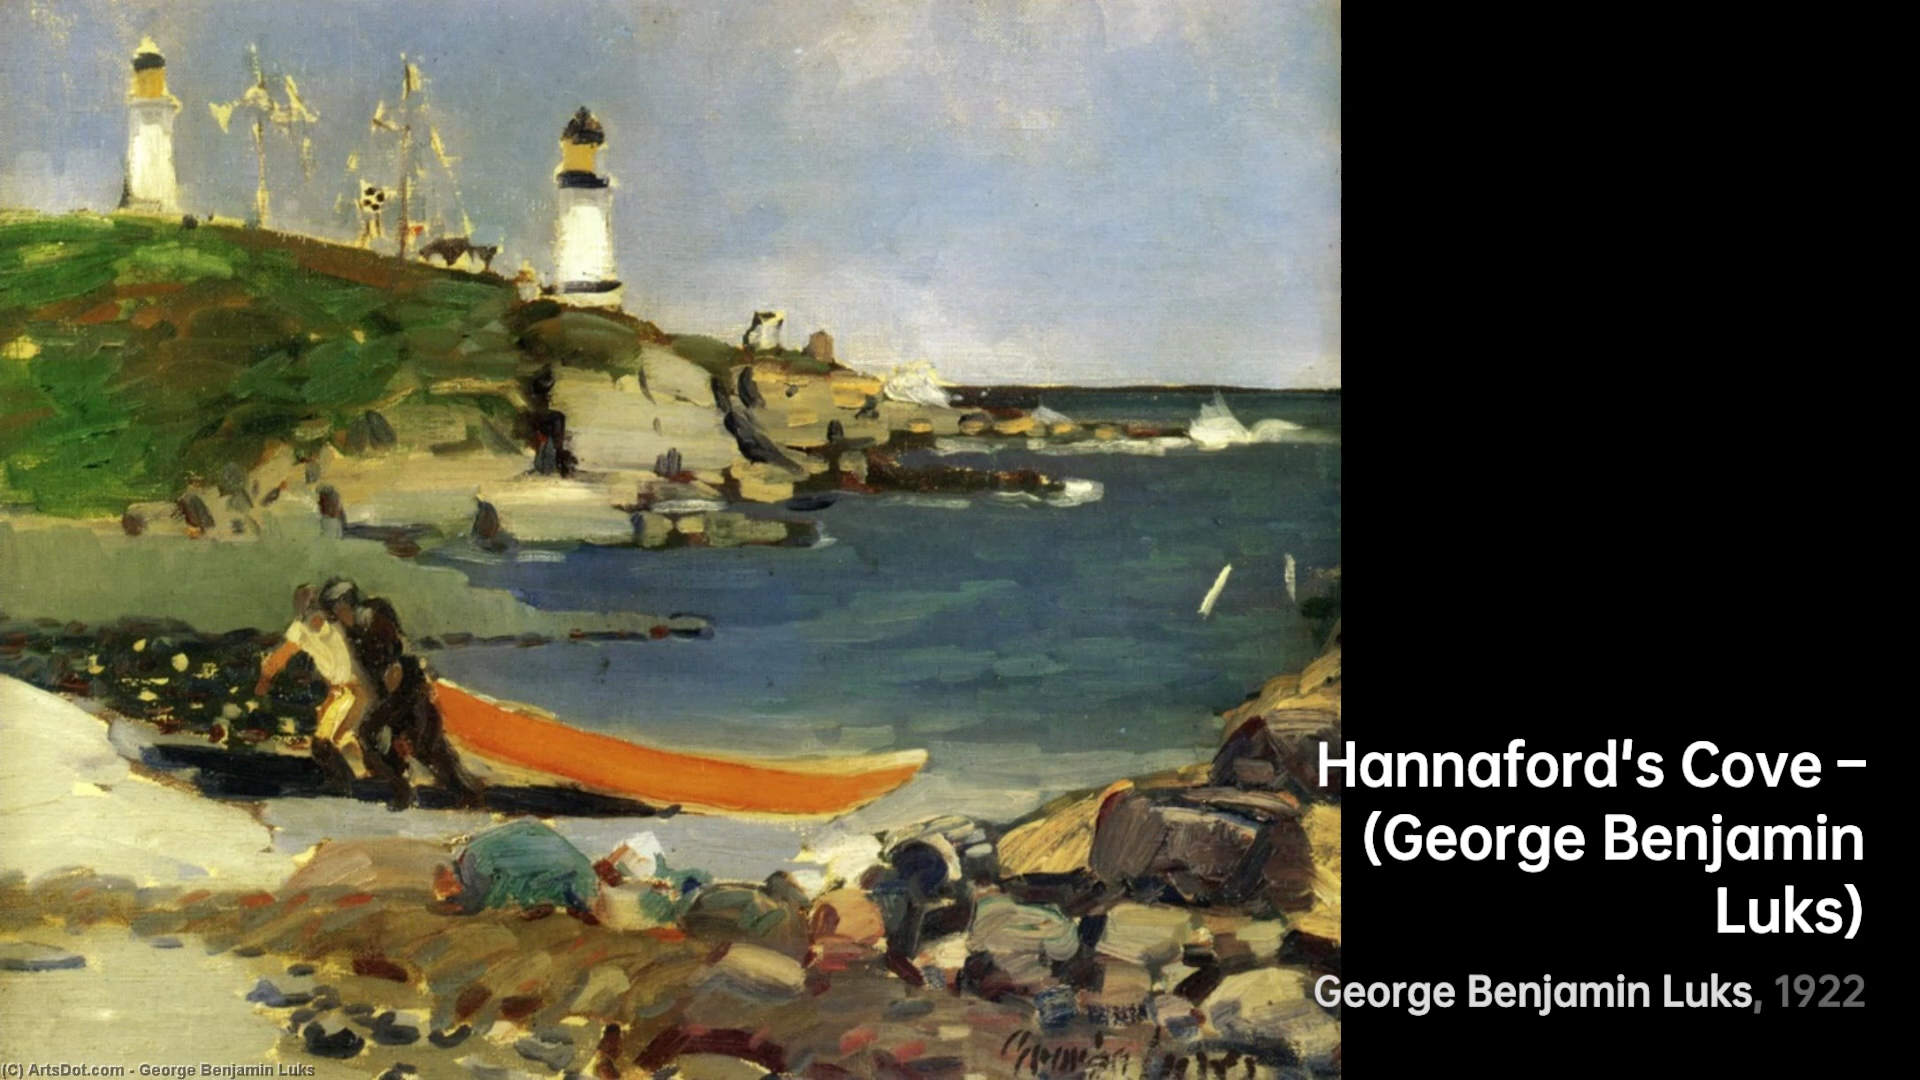 Hannaford's Cove –
(George Benjamin
Luks)
George Benjamin Luks, 1922
(C) ArtsDot.com - George Benjamin Luks